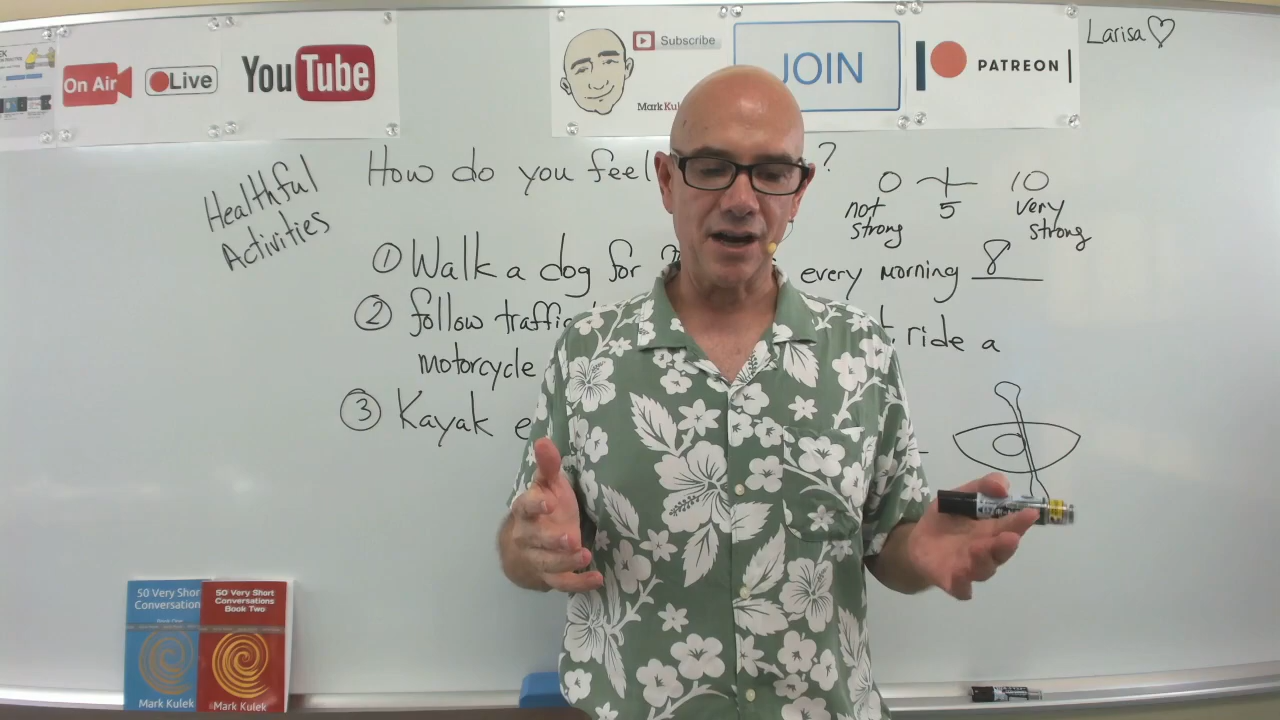 On Air
Live
YouTube
Subscribe
Mark Kulek
JOIN
PATREON
Larisa
Healthful
Activities
How do you feel ?
0 5 10
not
strong
very
strong
① Walk a dog for every morning 8
② follow traffic ride a
motorcycle
③ Kayak
50 Very Short
Conversation
Mark Kulek
50 Very Short
Conversations
Book Two
Mark Kulek